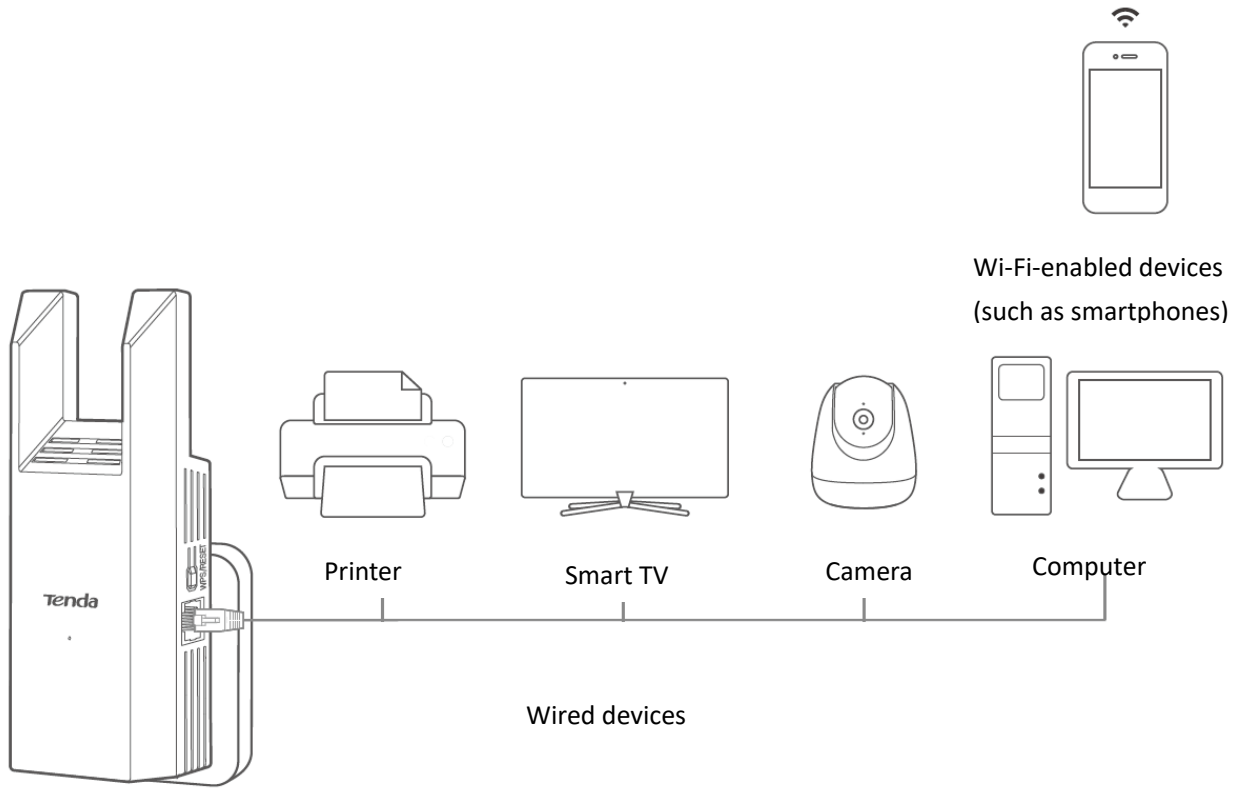 Wi-Fi-enabled devices
(such as smartphones)
Printer
Smart TV
Camera
Computer
WPS/RESET
Tenda
Wired devices